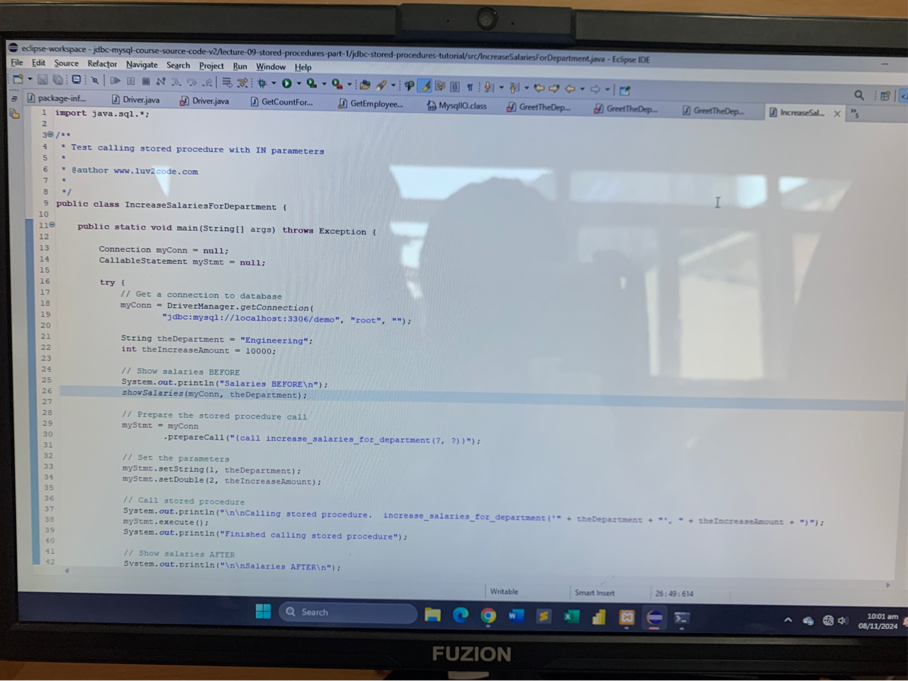 eclipse-workspace - jdbc-mysql-course-source-code-v2/lecture-09-stored-procedures-part-1/jdbc-stored-procedures-tutorial/src/IncreaseSalariesForDepartment.java - Eclipse IDE
File Edit Source Refactor Navigate Search Project Run Window Help
package-inf... Driver.java Driver.java GetCountFor... GetEmployee... MysqlIO.class GreetTheDep... GreetTheDep... GreetTheDep... IncreaseSal... 5
1 import java.sql.*;
2
3 /**
4 * Test calling stored procedure with IN parameters
5 *
6 * @author www.luv2code.com
7 *
8 */
9 public class IncreaseSalariesForDepartment {
10
11 public static void main(String[] args) throws Exception {
12
13 Connection myConn = null;
14 CallableStatement myStmt = null;
15
16 try {
17 // Get a connection to database
18 myConn = DriverManager.getConnection(
19 "jdbc:mysql://localhost:3306/demo", "root", "");
20
21 String theDepartment = "Engineering";
22 int theIncreaseAmount = 10000;
23
24 // Show salaries BEFORE
25 System.out.println("Salaries BEFORE\n");
26 showSalaries(myConn, theDepartment);
27
28 // Prepare the stored procedure call
29 myStmt = myConn
30 .prepareCall("{call increase_salaries_for_department(?, ?)}");
31
32 // Set the parameters
33 myStmt.setString(1, theDepartment);
34 myStmt.setDouble(2, theIncreaseAmount);
35
36 // Call stored procedure
37 System.out.println("\n\nCalling stored procedure.  increase_salaries_for_department('" + theDepartment + "', " + theIncreaseAmount + ")");
38 myStmt.execute();
39 System.out.println("Finished calling stored procedure");
40
41 // Show salaries AFTER
42 System.out.println("\n\nSalaries AFTER\n");
Writable Smart Insert 26 : 49 : 614
Search
10:01 am
08/11/2024
FUZION